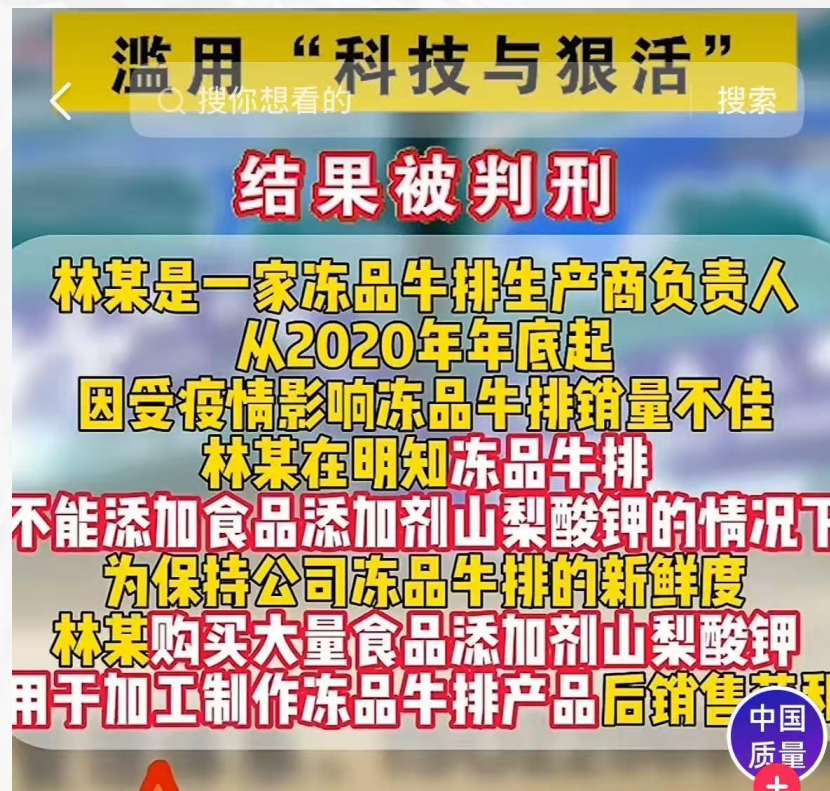 滥用“科技与狠活”
搜你想看的
搜索
结果被判刑
林某是一家冻品牛排生产商负责人
从2020年年底起
因受疫情影响冻品牛排销量不佳
林某在明知冻品牛排
不能添加食品添加剂山梨酸钾的情况下
为保持公司冻品牛排的新鲜度
林某购买大量食品添加剂山梨酸钾
用于加工制作冻品牛排产品后销售
中国
质量